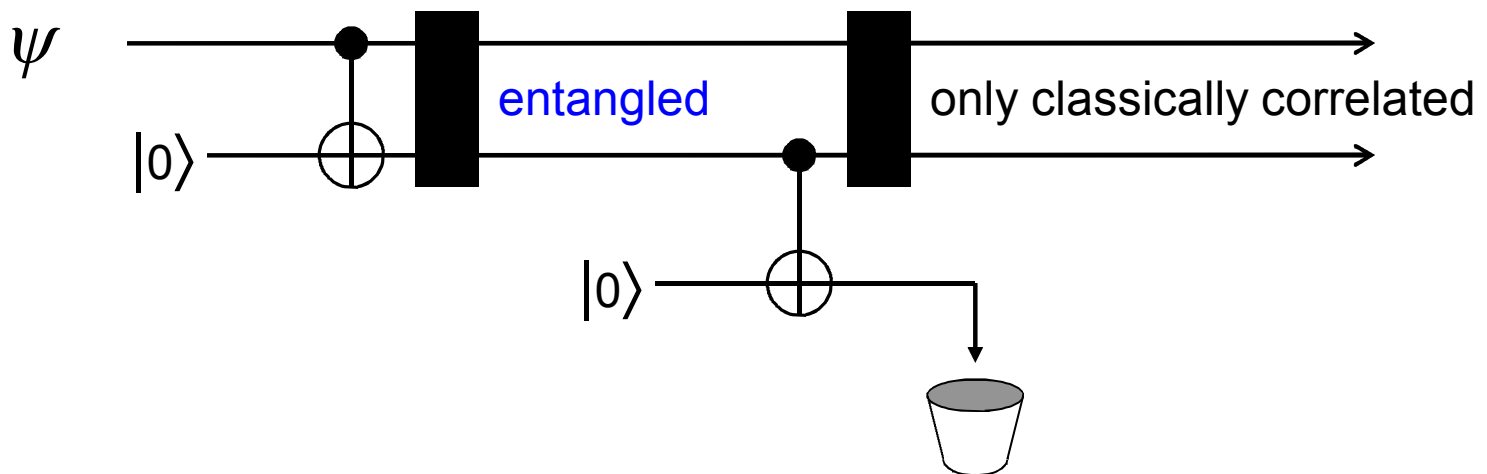 ψ
entangled
only classically correlated
|0⟩
|0⟩